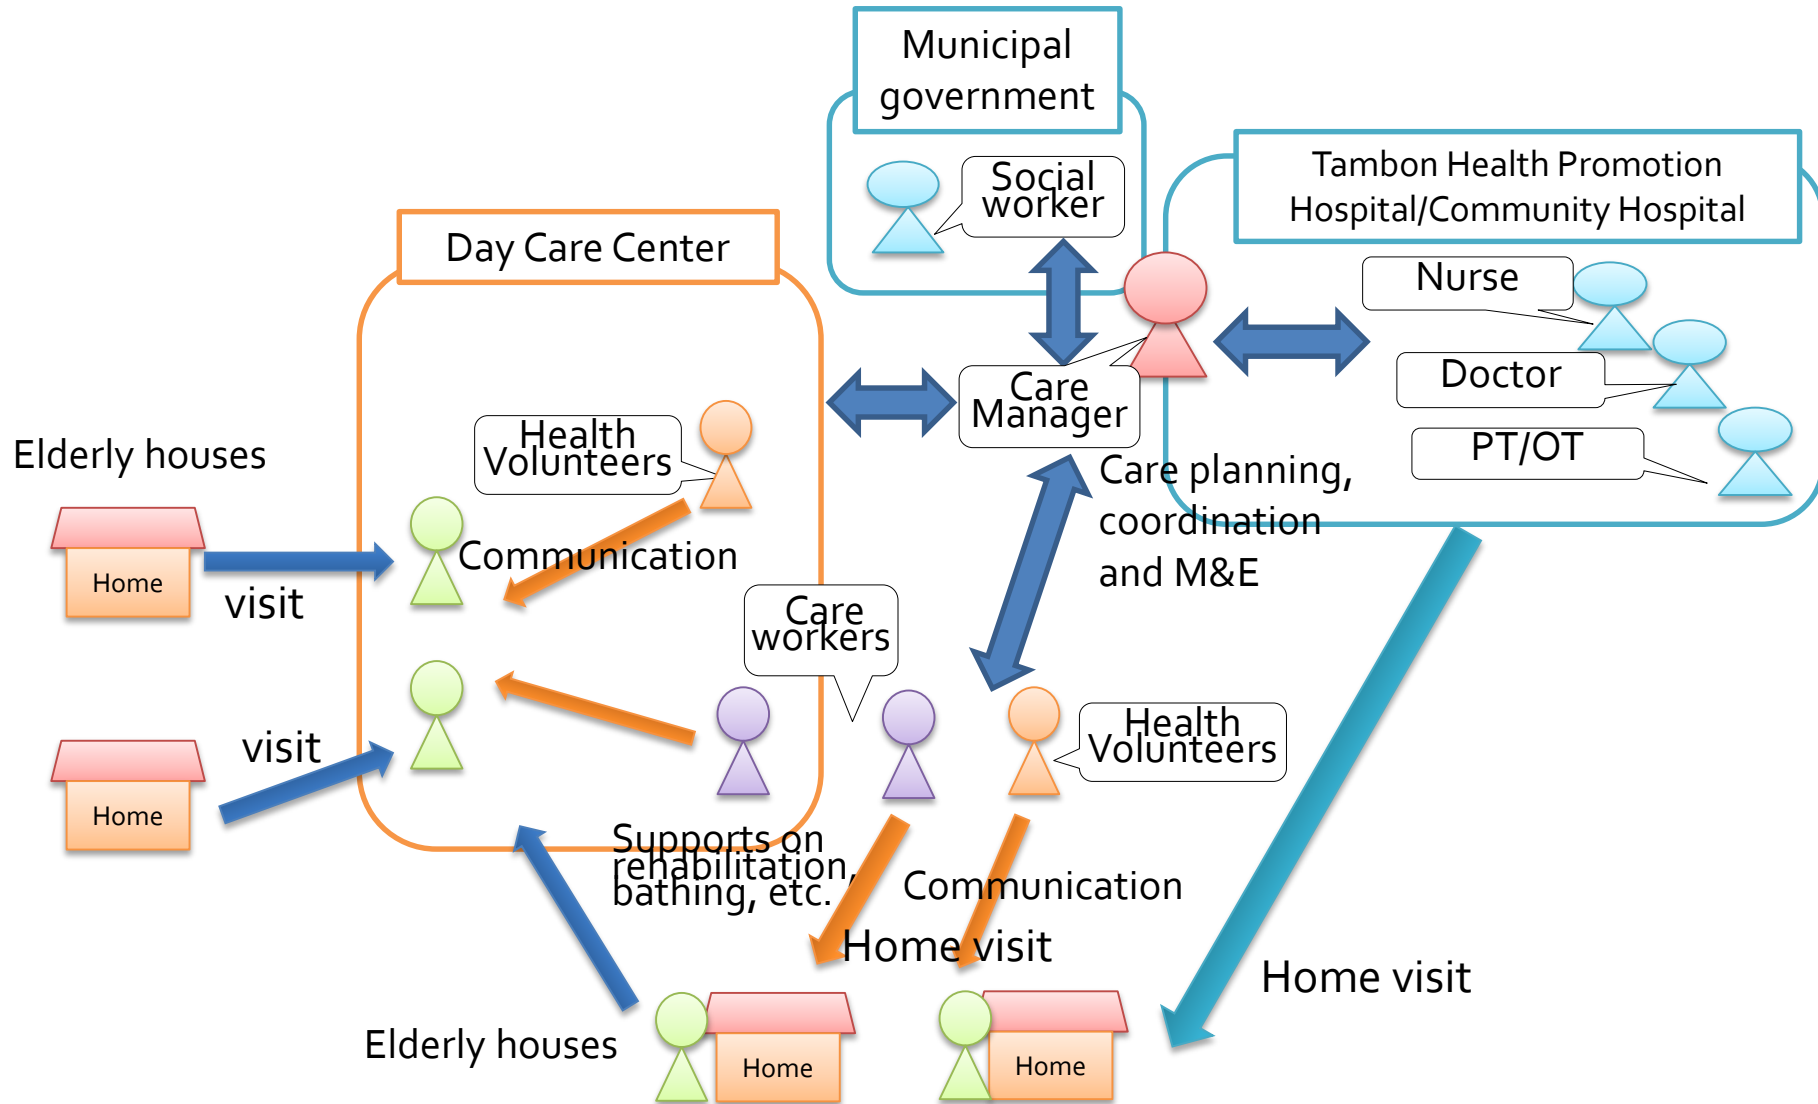 Municipal
government
Social
worker
Tambon Health Promotion
Hospital/Community Hospital
Day Care Center
Nurse
Doctor
PT/OT
Care
Manager
Health
Volunteers
Elderly houses
Care planning,
coordination
and M&E
Communication
Home
visit
Care
workers
visit
Health
Volunteers
Home
Supports on
rehabilitation,
bathing, etc.
Communication
Home visit
Home visit
Elderly houses
Home
Home